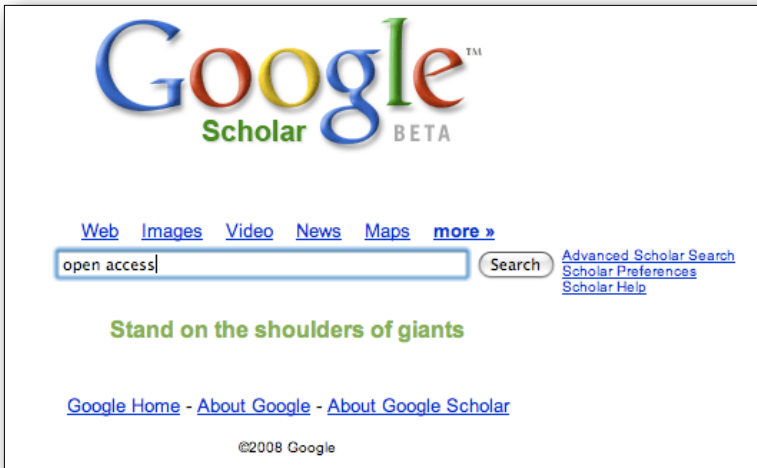 Google™
Scholar BETA
Web Images Video News Maps more »
open access Search
Advanced Scholar Search
Scholar Preferences
Scholar Help
Stand on the shoulders of giants
Google Home - About Google - About Google Scholar
©2008 Google